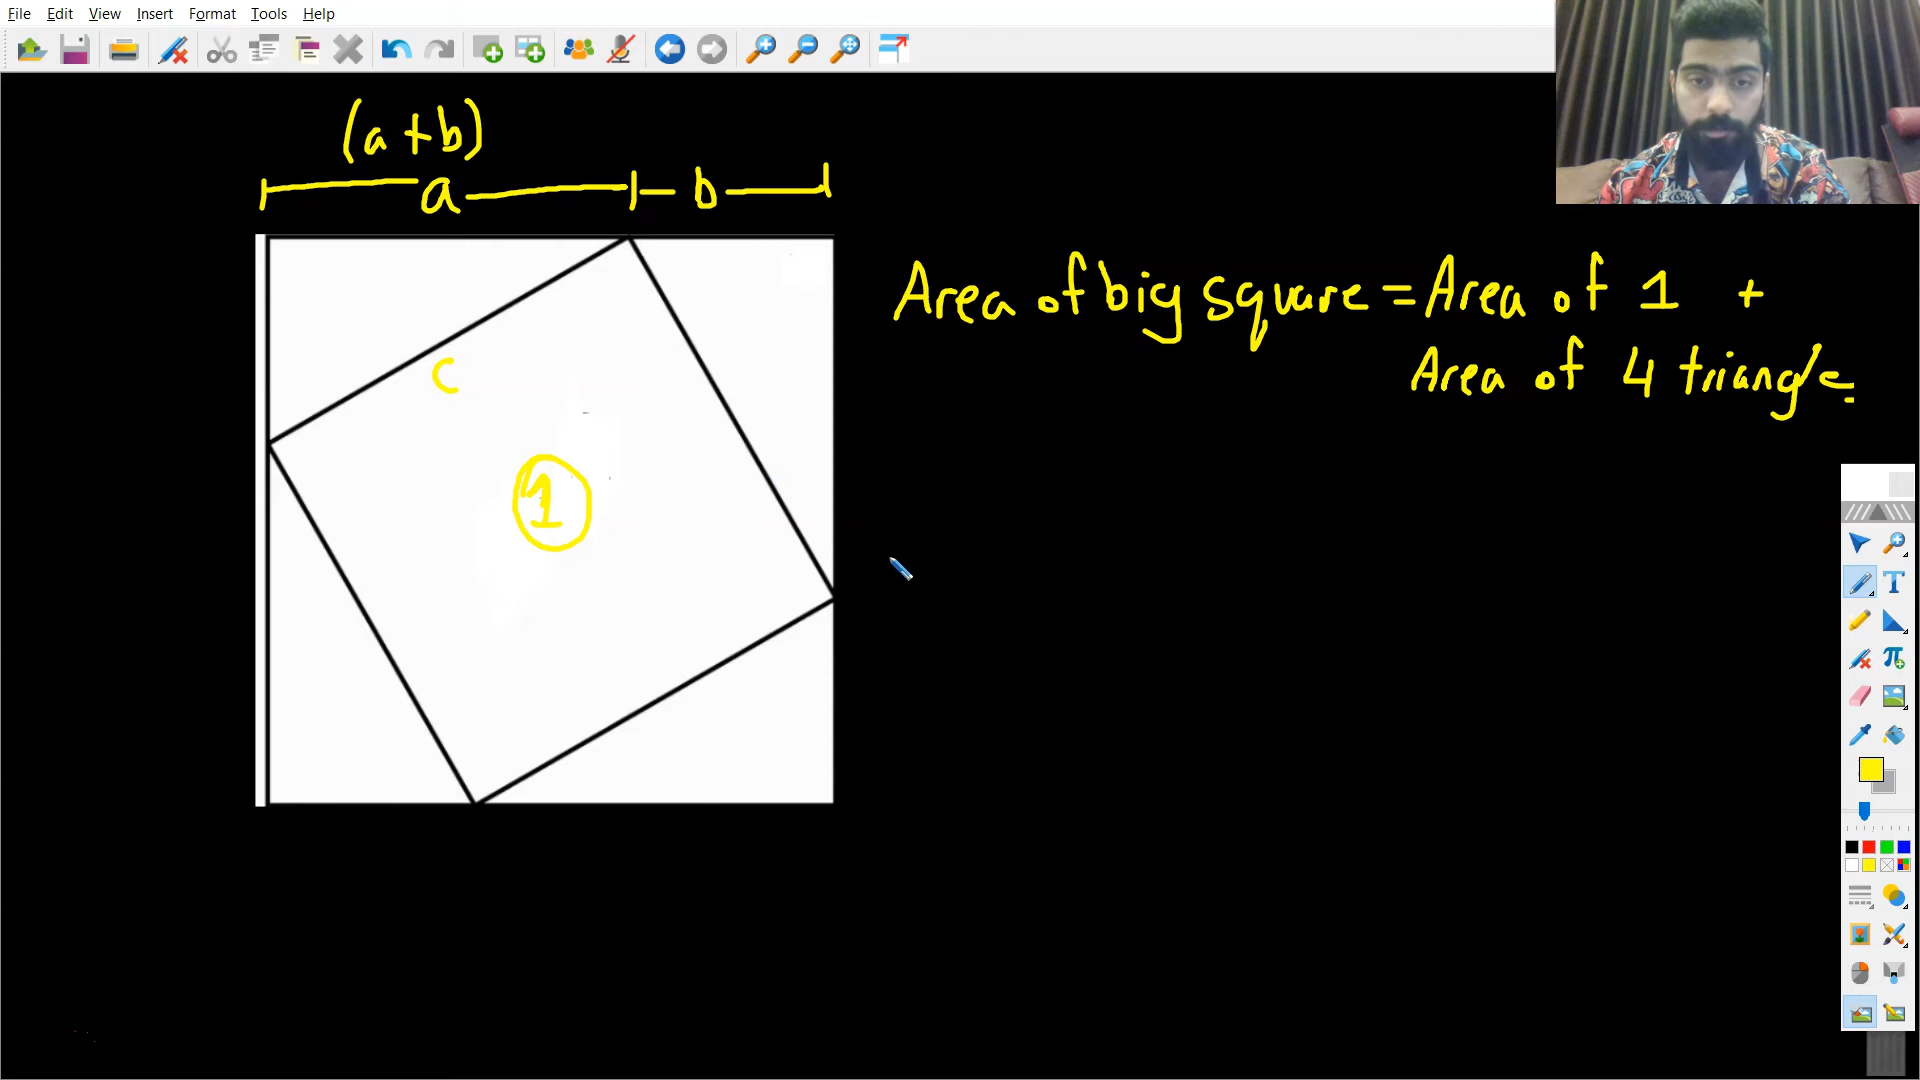 File Edit View Insert Format Tools Help
(a+b)
a b
Area of big square = Area of 1 +
Area of 4 triangle
c
1